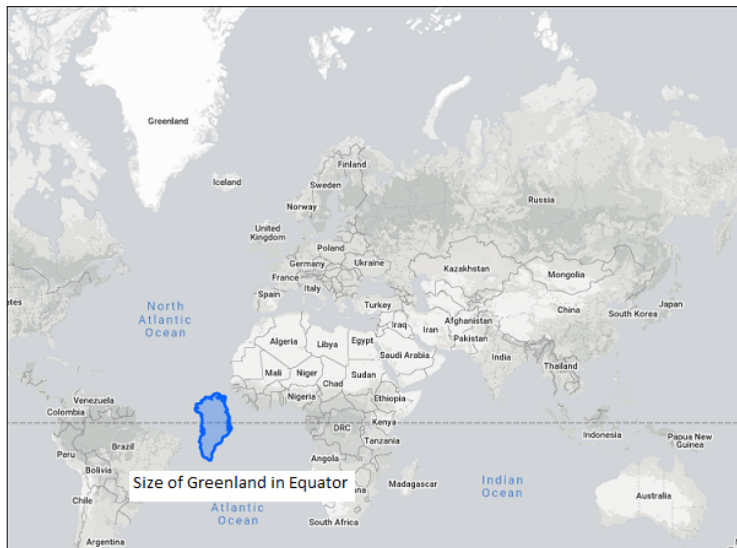 Greenland
Iceland
Finland
Sweden
Norway
Russia
United
Kingdom
Poland
Germany
Ukraine
France
Kazakhstan
Mongolia
Italy
Spain
Turkey
Japan
China
South Korea
North
Atlantic
Ocean
Iraq
Iran
Afghanistan
Pakistan
Algeria
Libya
Egypt
Saudi Arabia
India
Mali
Niger
Chad
Sudan
Thailand
Nigeria
Ethiopia
Venezuela
Colombia
Kenya
DRC
Tanzania
Brazil
Peru
Indonesia
Papua New
Guinea
Bolivia
Angola
Size of Greenland in Equator
Madagascar
Indian
Ocean
Chile
Australia
Atlantic
Ocean
South Africa
Argentina